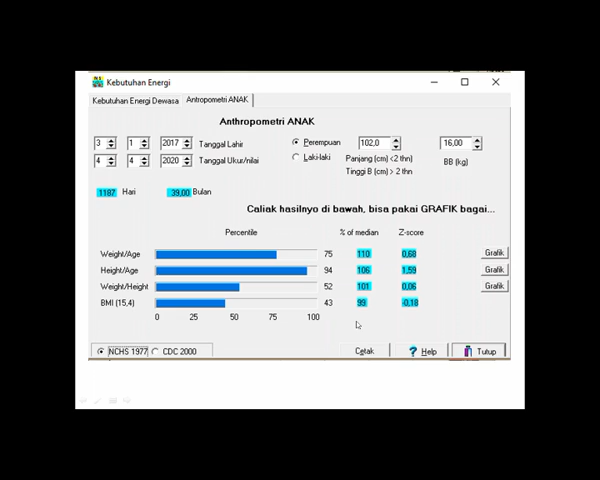 Kebutuhan Energi
Kebutuhan Energi Dewasa Antropometri ANAK
Anthropometri ANAK
3 1 2017 Tanggal Lahir Perempuan 102,0 16,00
4 4 2020 Tanggal Ukur/nilai Laki-laki Panjang (cm) <2 thn) BB (kg)
Tinggi B (cm) > 2 thn
1187 Hari 39,00 Bulan
Caliak hasilnya di bawah, bisa pakai GRAFIK bagai...
Percentile % of median Z-score
Weight/Age 75 110 0,68 Grafik
Height/Age 94 106 1,59 Grafik
Weight/Height 52 101 0,06 Grafik
BMI (15,4) 43 99 -0,18
0 25 50 75 100
NCHS 1977 CDC 2000 Cetak Help Tutup